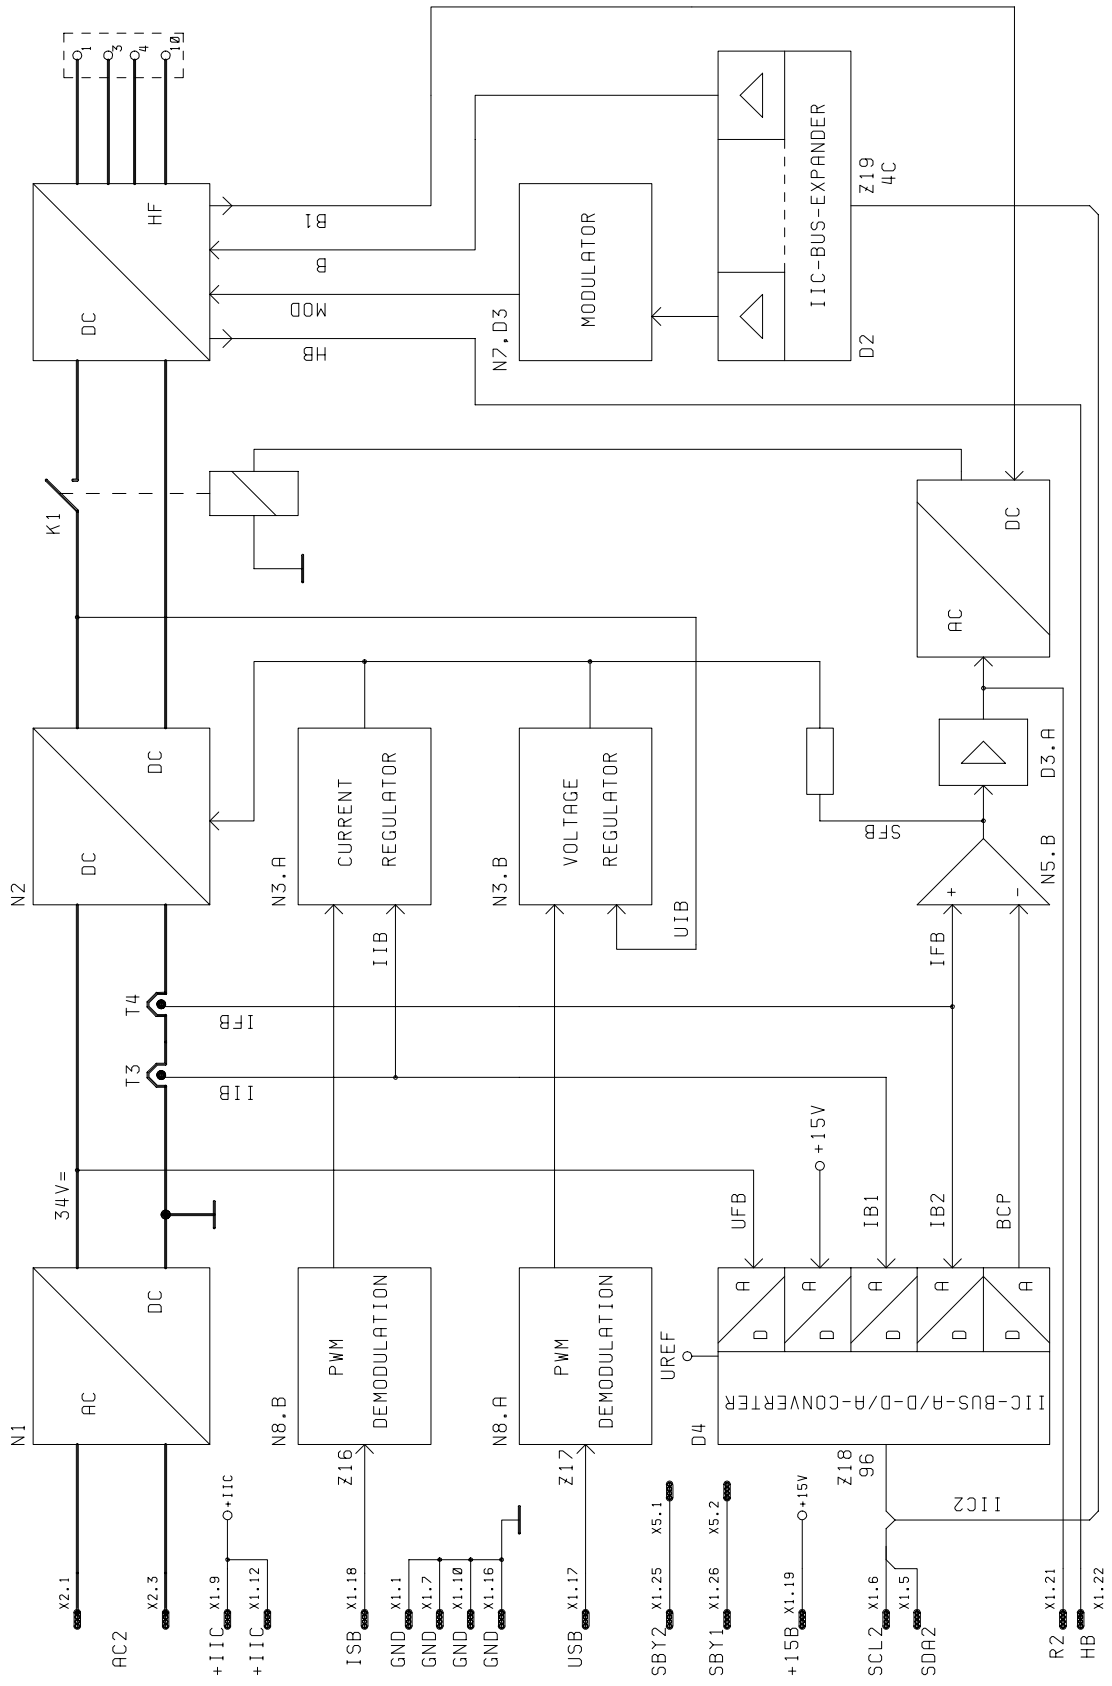 1
3
4
10
DC
HF
B1
B
MOD
HB
MODULATOR
N7,D3
IIC-BUS-EXPANDER
Z19
4C
D2
K1
DC
AC
N2
DC
DC
N3.A
CURRENT
REGULATOR
N3.B
VOLTAGE
REGULATOR
UIB
SFB
D3.A
N5.B
+
-
IIB
IFB
T4
IFB
T3
IIB
34V=
UFB
+15V
IB1
IB2
BCP
N1
AC
DC
N8.B
PWM
DEMODULATION
Z16
N8.A
PWM
DEMODULATION
Z17
UREF
A
D
A
D
A
D
A
D
A
D
IIC-BUS-A/D-D/A-CONVERTER
D4
Z18
96
IIC2
AC2
X2.1
X2.3
+IIC X1.9
+IIC X1.12
+IIC
ISB X1.18
GND X1.1
GND X1.7
GND X1.10
GND X1.16
USB X1.17
SBY2 X1.25 X5.1
SBY1 X1.26 X5.2
+15B X1.19 +15V
SCL2 X1.6
SDA2 X1.5
R2 X1.21
HB X1.22